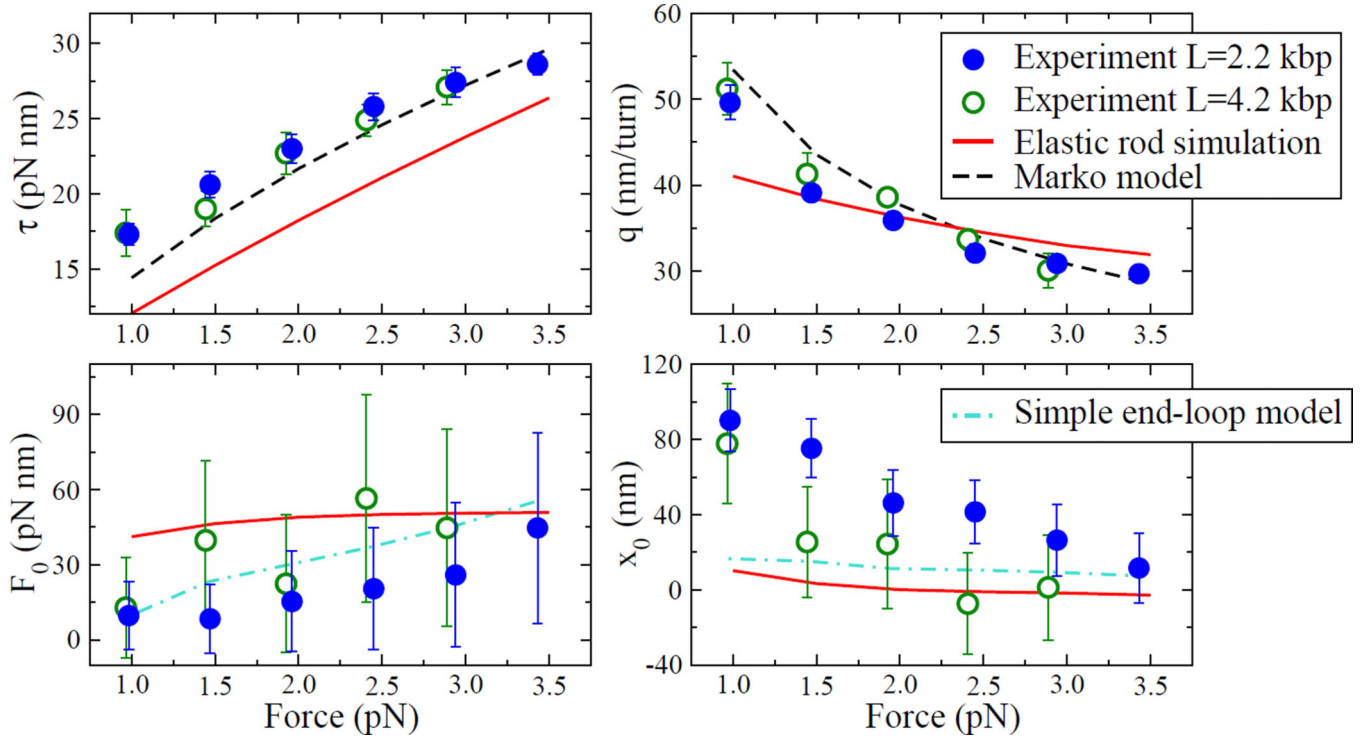 30
25
20
15
τ (pN nm)
1.0 1.5 2.0 2.5 3.0 3.5
60
50
40
30
q (nm/turn)
1.0 1.5 2.0 2.5 3.0 3.5
Experiment L=2.2 kbp
Experiment L=4.2 kbp
Elastic rod simulation
Marko model
90
60
30
0
F0 (pN nm)
1.0 1.5 2.0 2.5 3.0 3.5
Force (pN)
120
80
40
0
-40
x0 (nm)
1.0 1.5 2.0 2.5 3.0 3.5
Force (pN)
Simple end-loop model